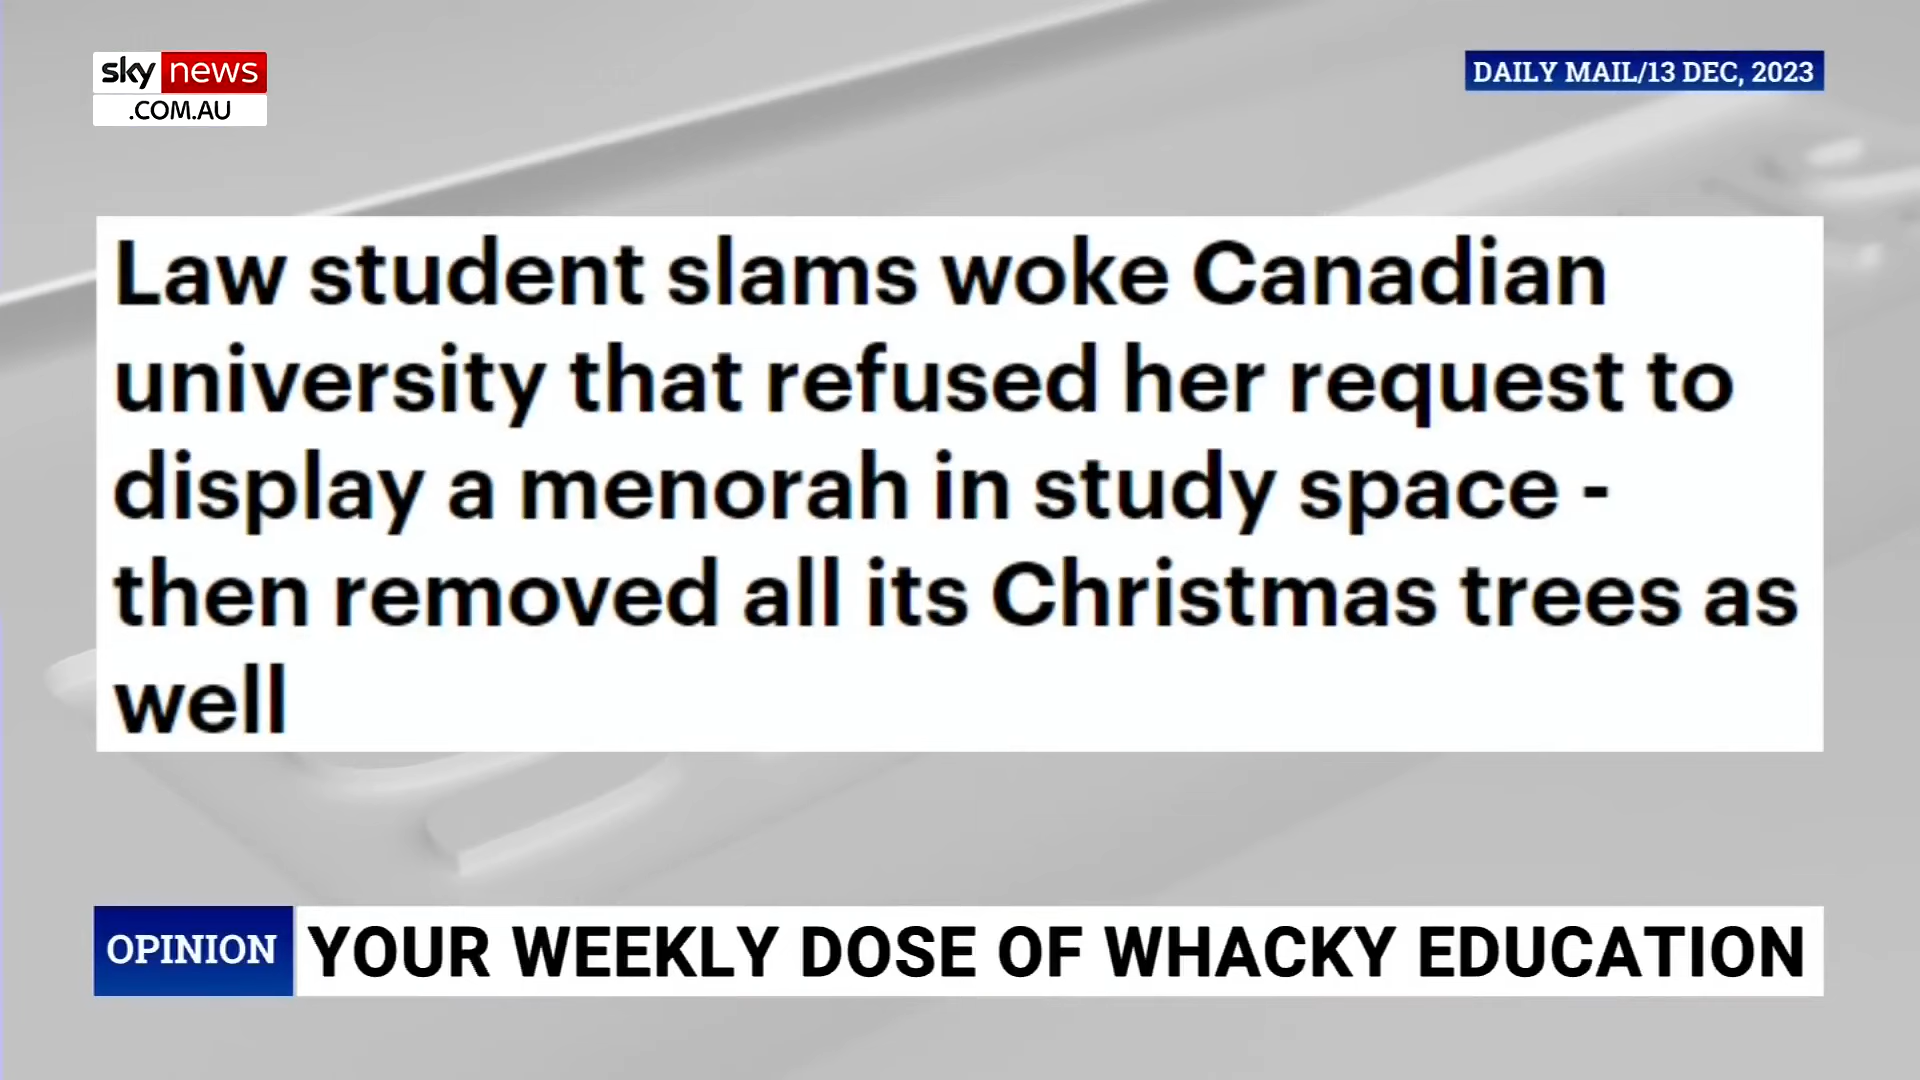 sky news
.COM.AU
DAILY MAIL/13 DEC, 2023
Law student slams woke Canadian
university that refused her request to
display a menorah in study space -
then removed all its Christmas trees as
well
OPINION
YOUR WEEKLY DOSE OF WHACKY EDUCATION